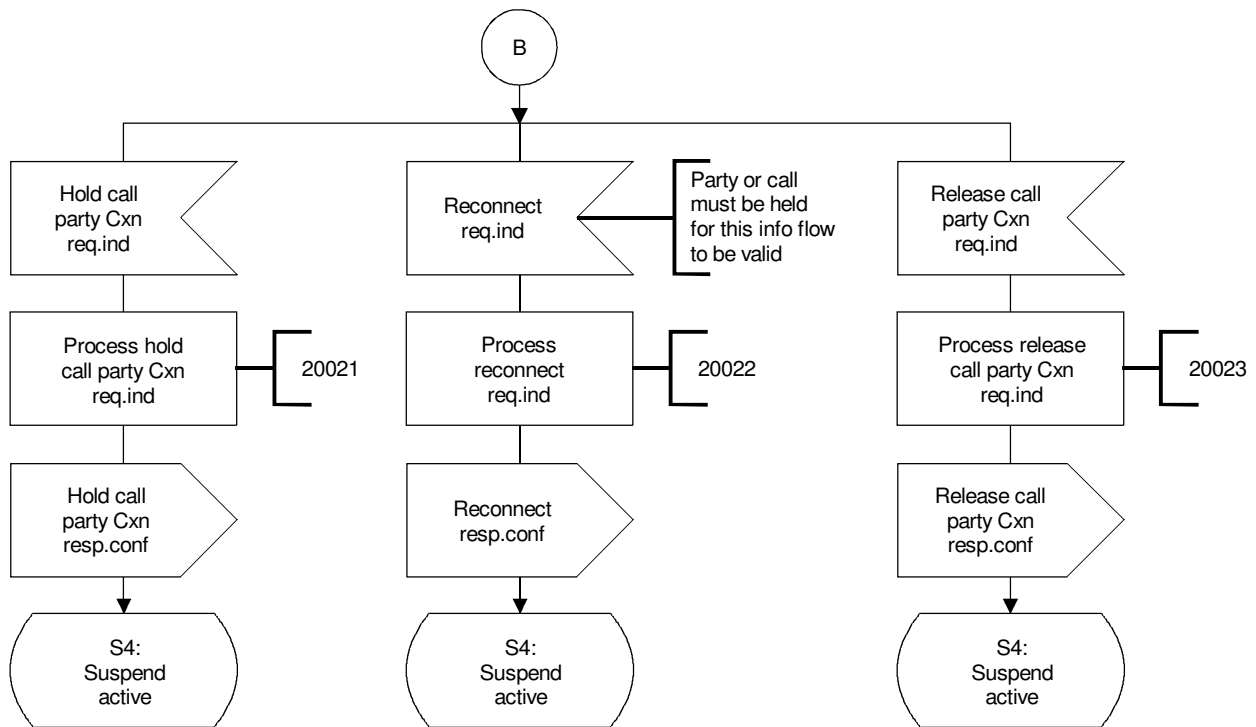 B
Hold call
party Cxn
req.ind
Reconnect
req.ind
Party or call
must be held
for this info flow
to be valid
Release call
party Cxn
req.ind
Process hold
call party Cxn
req.ind
20021
Process
reconnect
req.ind
20022
Process release
call party Cxn
req.ind
20023
Hold call
party Cxn
resp.conf
Reconnect
resp.conf
Release call
party Cxn
resp.conf
S4:
Suspend
active
S4:
Suspend
active
S4:
Suspend
active